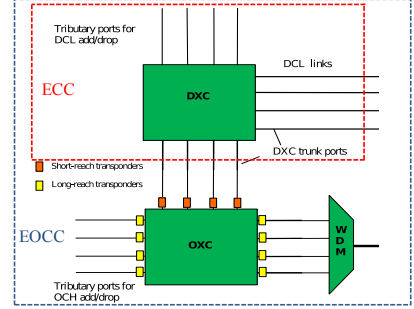 Tributary ports for
DCL add/drop
DCL links
ECC
DXC
DXC trunk ports
Short-reach transponders
Long-reach transponders
EOCC
OXC
W
D
M
Tributary ports for
OCH add/drop